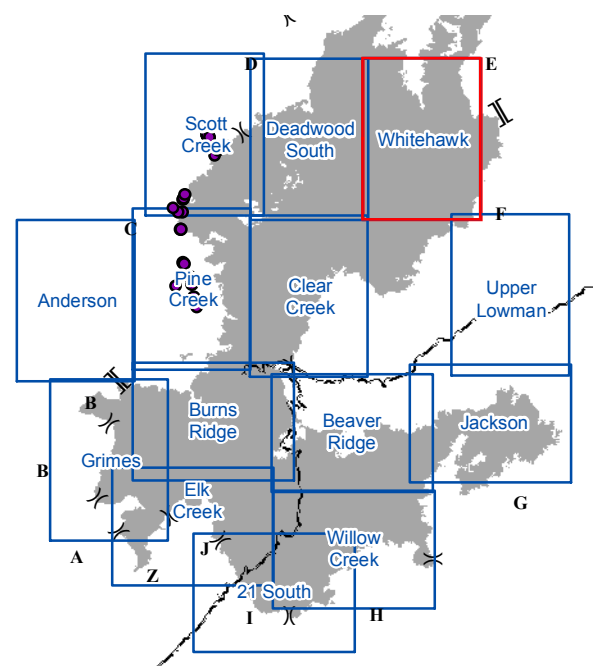 D
E
Scott
Creek
Deadwood
South
Whitehawk
C
F
Anderson
Pine
Creek
Clear
Creek
Upper
Lowman
B
Burns
Ridge
Beaver
Ridge
Jackson
B
Grimes
Elk
Creek
G
A
Z
J
Willow
Creek
21 South
I
H